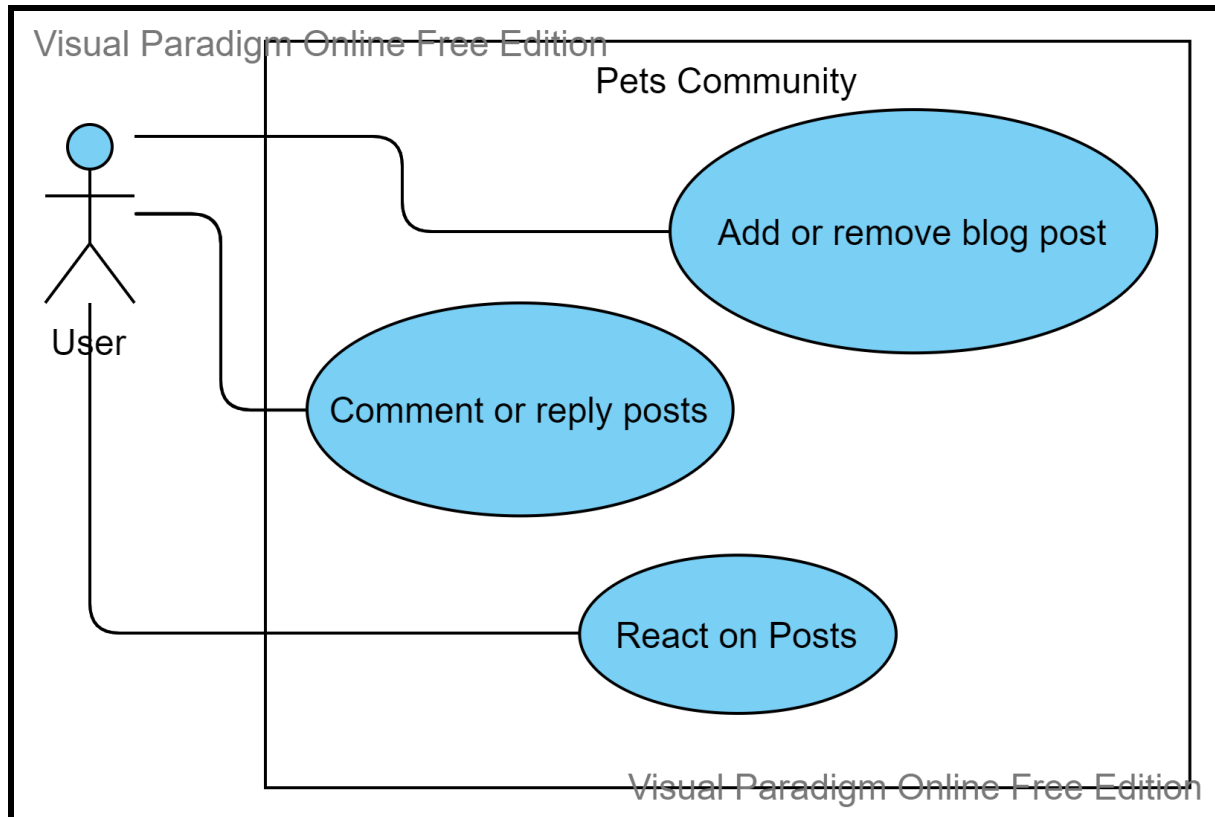 Visual Paradigm Online Free Edition
Pets Community
Add or remove blog post
User
Comment or reply posts
React on Posts
Visual Paradigm Online Free Edition